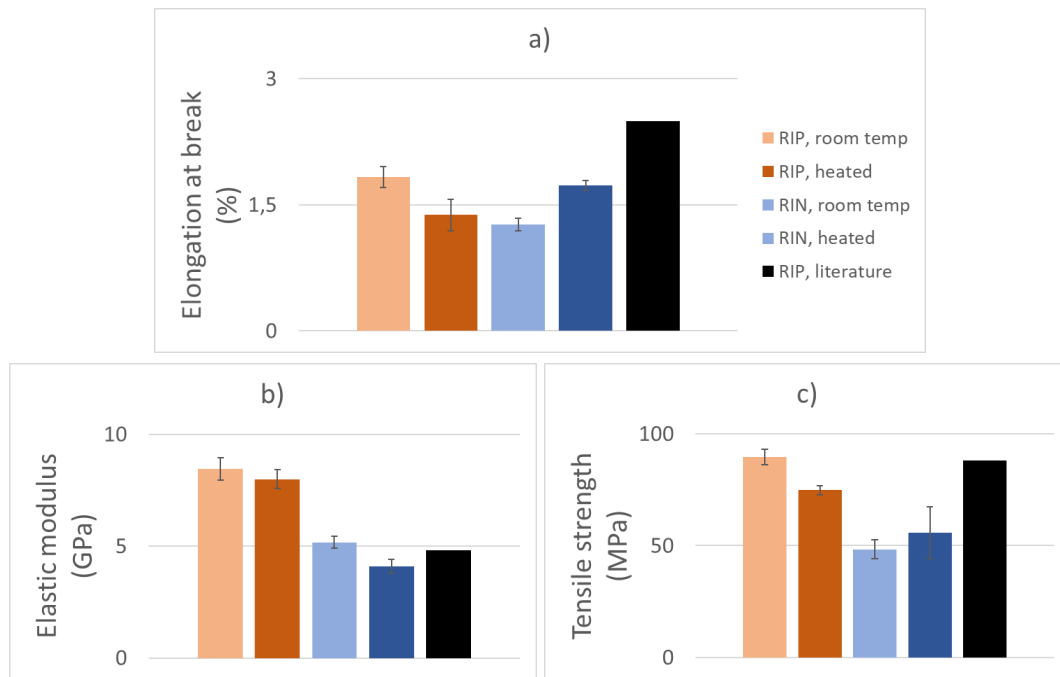 a)
3
1,5
0
Elongation at break
(%)
RIP, room temp
RIP, heated
RIN, room temp
RIN, heated
RIP, literature
b)
10
5
0
Elastic modulus
(GPa)
c)
100
50
0
Tensile strength
(MPa)